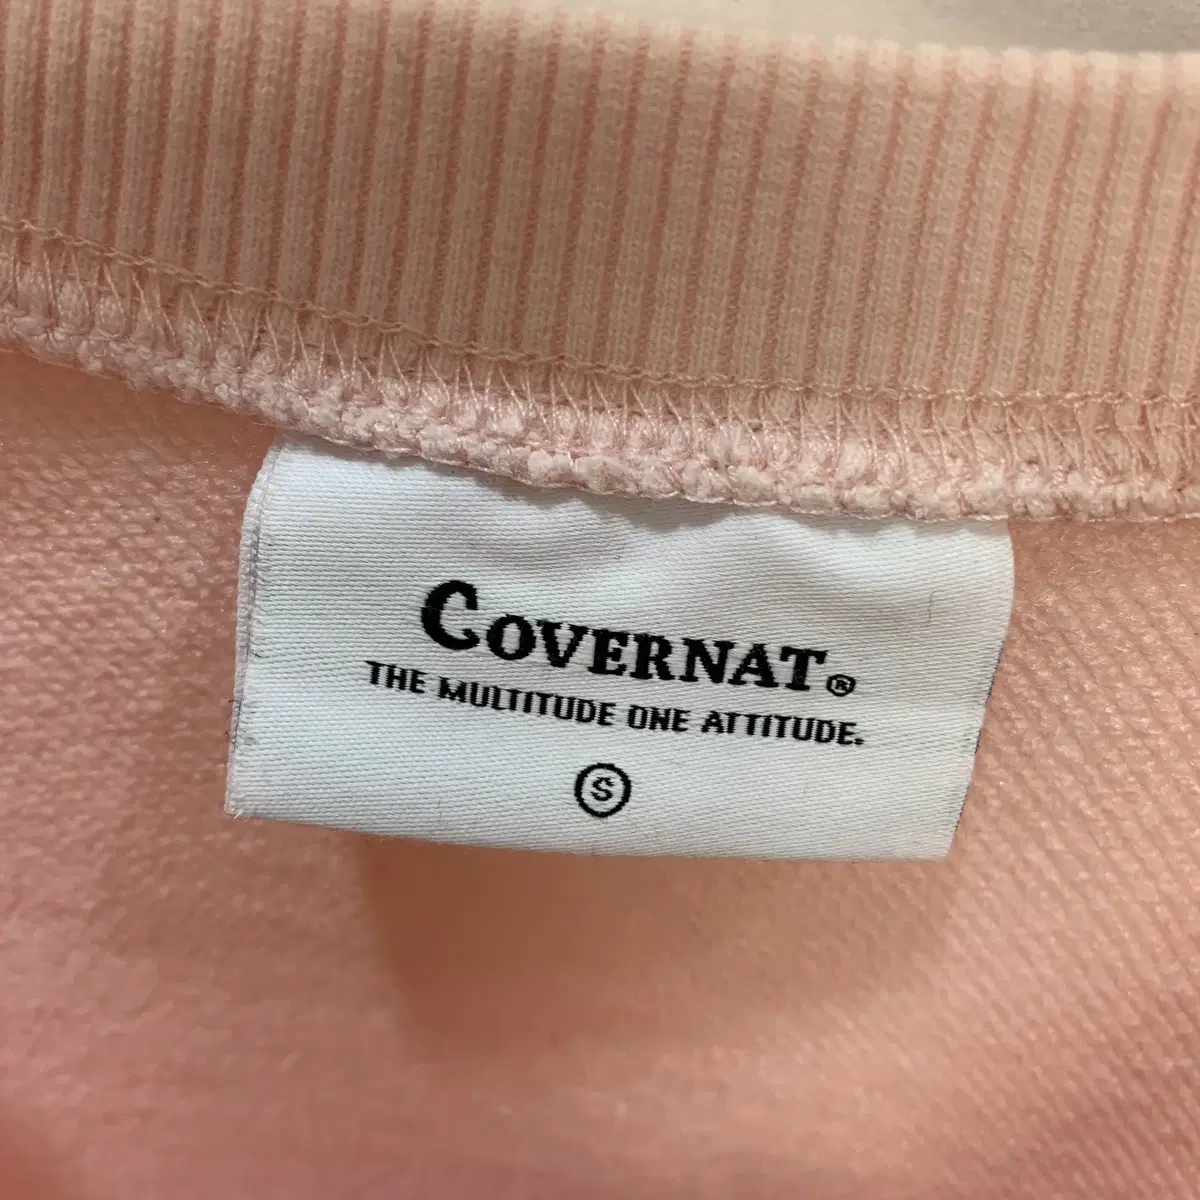 COVERNAT®
THE MULTITUDE ONE ATTITUDE.
S